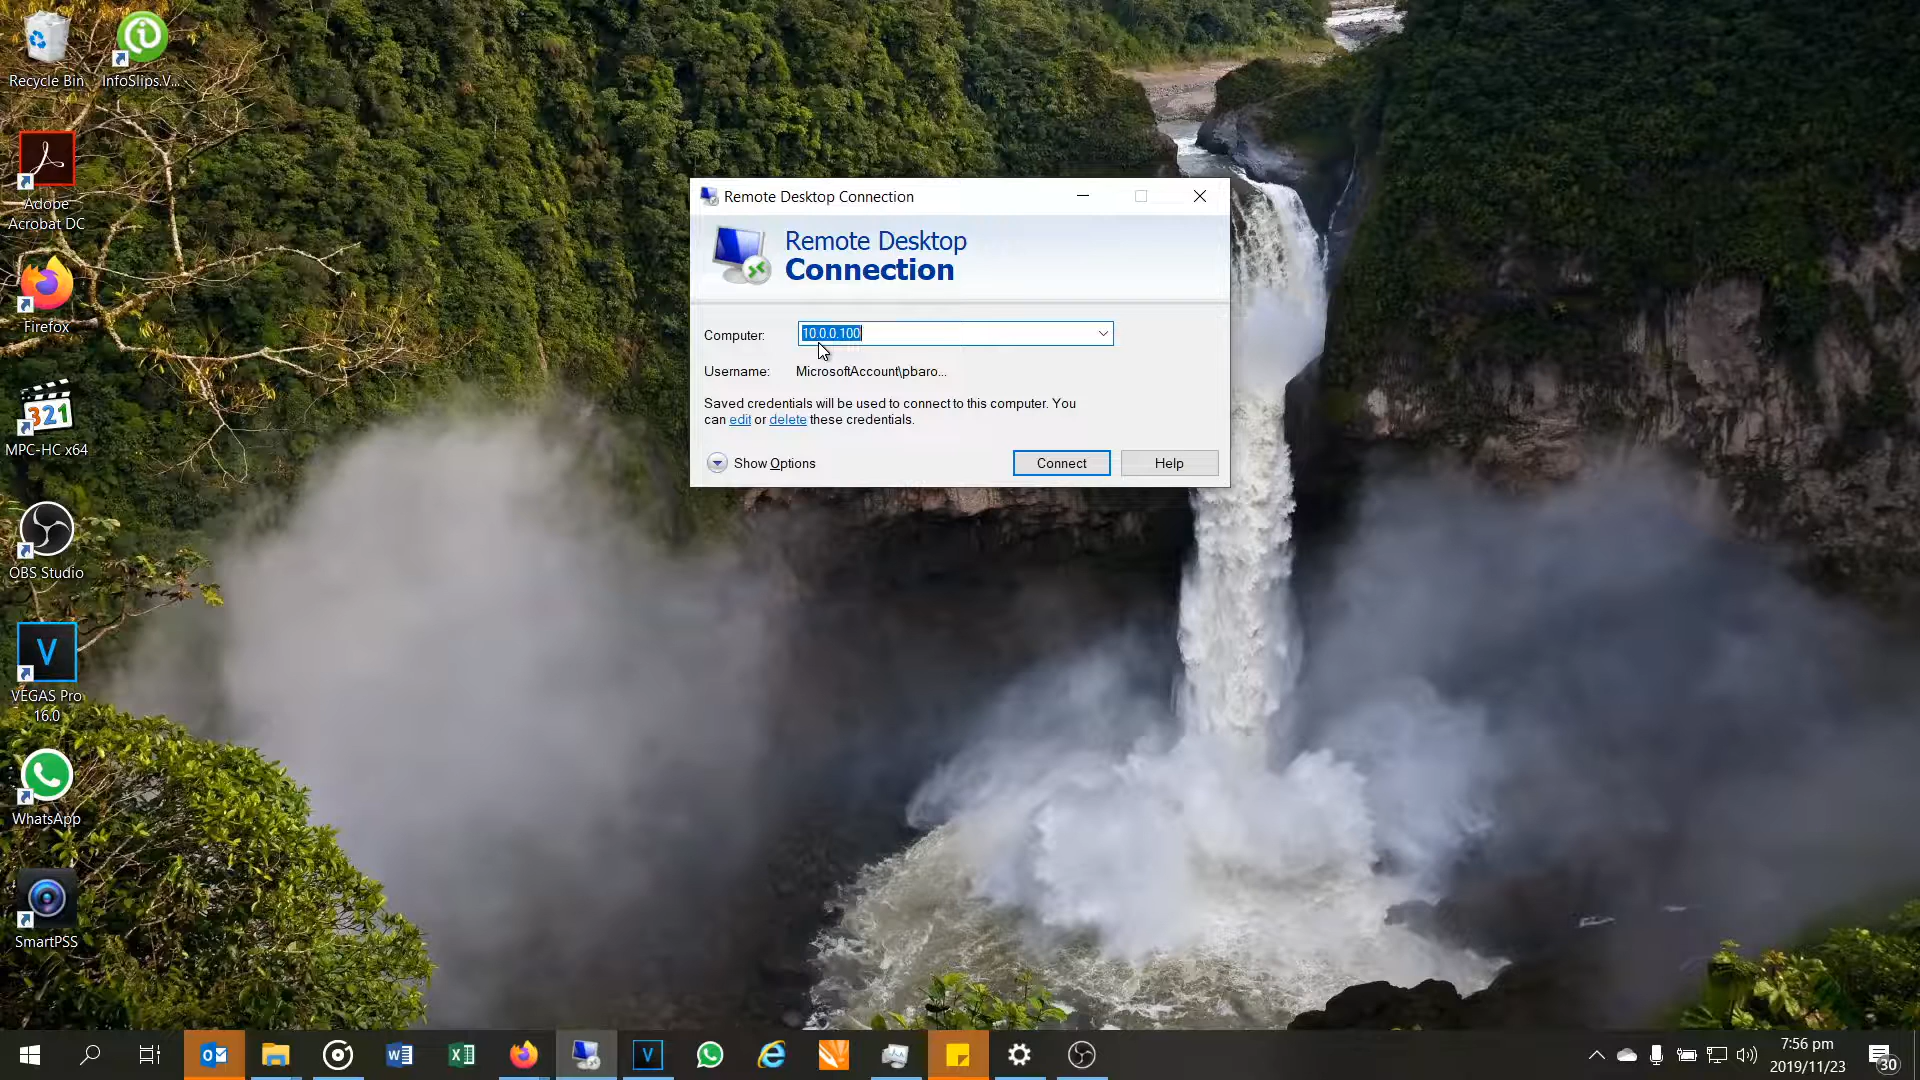 Recycle Bin
InfoSlips.V...
Adobe
Acrobat DC
Firefox
321
MPC-HC x64
OBS Studio
V
VEGAS Pro
16.0
WhatsApp
SmartPSS
Remote Desktop Connection
Remote Desktop
Connection
Computer:
10.0.0.100
Username:
MicrosoftAccount\pbaro...
Saved credentials will be used to connect to this computer. You
can edit or delete these credentials.
Show Options
Connect
Help
V
7:56 pm
2019/11/23
30